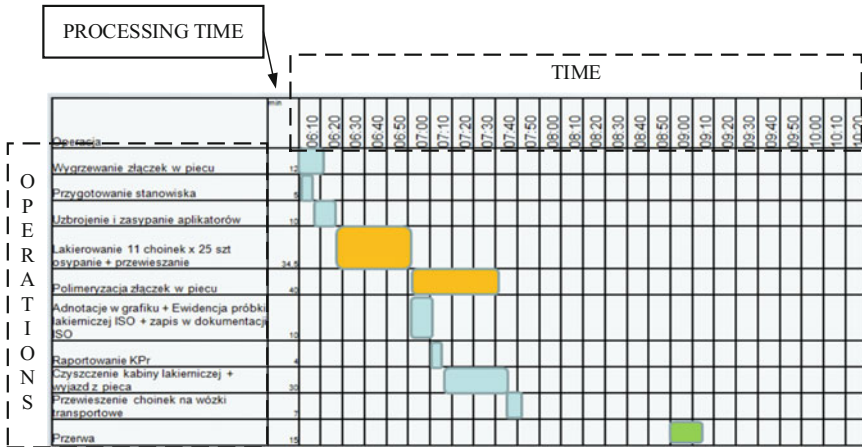 PROCESSING TIME
TIME
min
Operacja
06:10 06:20 06:30 06:40 06:50 07:00 07:10 07:20 07:30 07:40 07:50 08:00 08:10 08:20 08:30 08:40 08:50 09:00 09:10 09:20 09:30 09:40 09:50 10:00 10:10 10:20
OPERATIONS
Wygrzewanie złączek w piecu 12
Przygotowanie stanowiska 5
Uzbrojenie i zasypanie aplikatorów 10
Lakierowanie 11 choinek x 25 szt
osypanie + przewieszanie 34,5
Polimeryzacja złączek w piecu 40
Adnotacje w grafiku + Ewidencja próbki
lakierniczej ISO + zapis w dokumentacji
ISO 10
Raportowanie KPr 4
Czyszczenie kabiny lakierniczej +
wyjazd z pieca 30
Przewieszenie choinek na wózki
transportowe 7
Przerwa 15